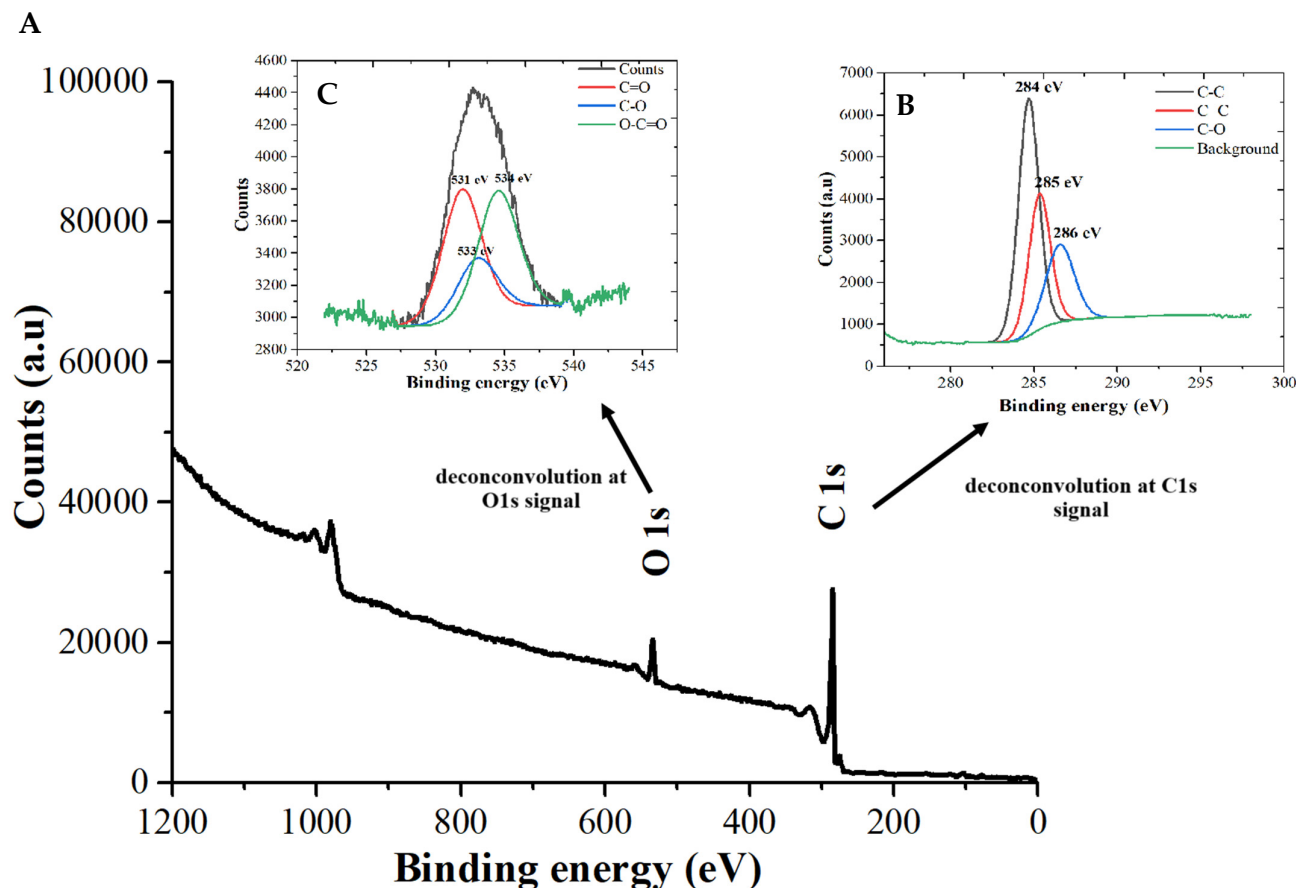 A
C
4600
4400
4200
4000
3800
3600
3400
3200
3000
2800
Counts
Counts
C=O
C-O
O-C=O
531 eV
534 eV
533 eV
520 525 530 535 540 545
Binding energy (eV)
B
7000
6000
5000
4000
3000
2000
1000
0
Counts (a.u)
284 eV
285 eV
286 eV
C-C
C C
C-O
Background
280 285 290 295 300
Binding energy (eV)
deconconvolution at
O1s signal
deconconvolution at C1s
signal
O 1s
C 1s
100000
80000
60000
40000
20000
0
Counts (a.u)
1200 1000 800 600 400 200 0
Binding energy (eV)